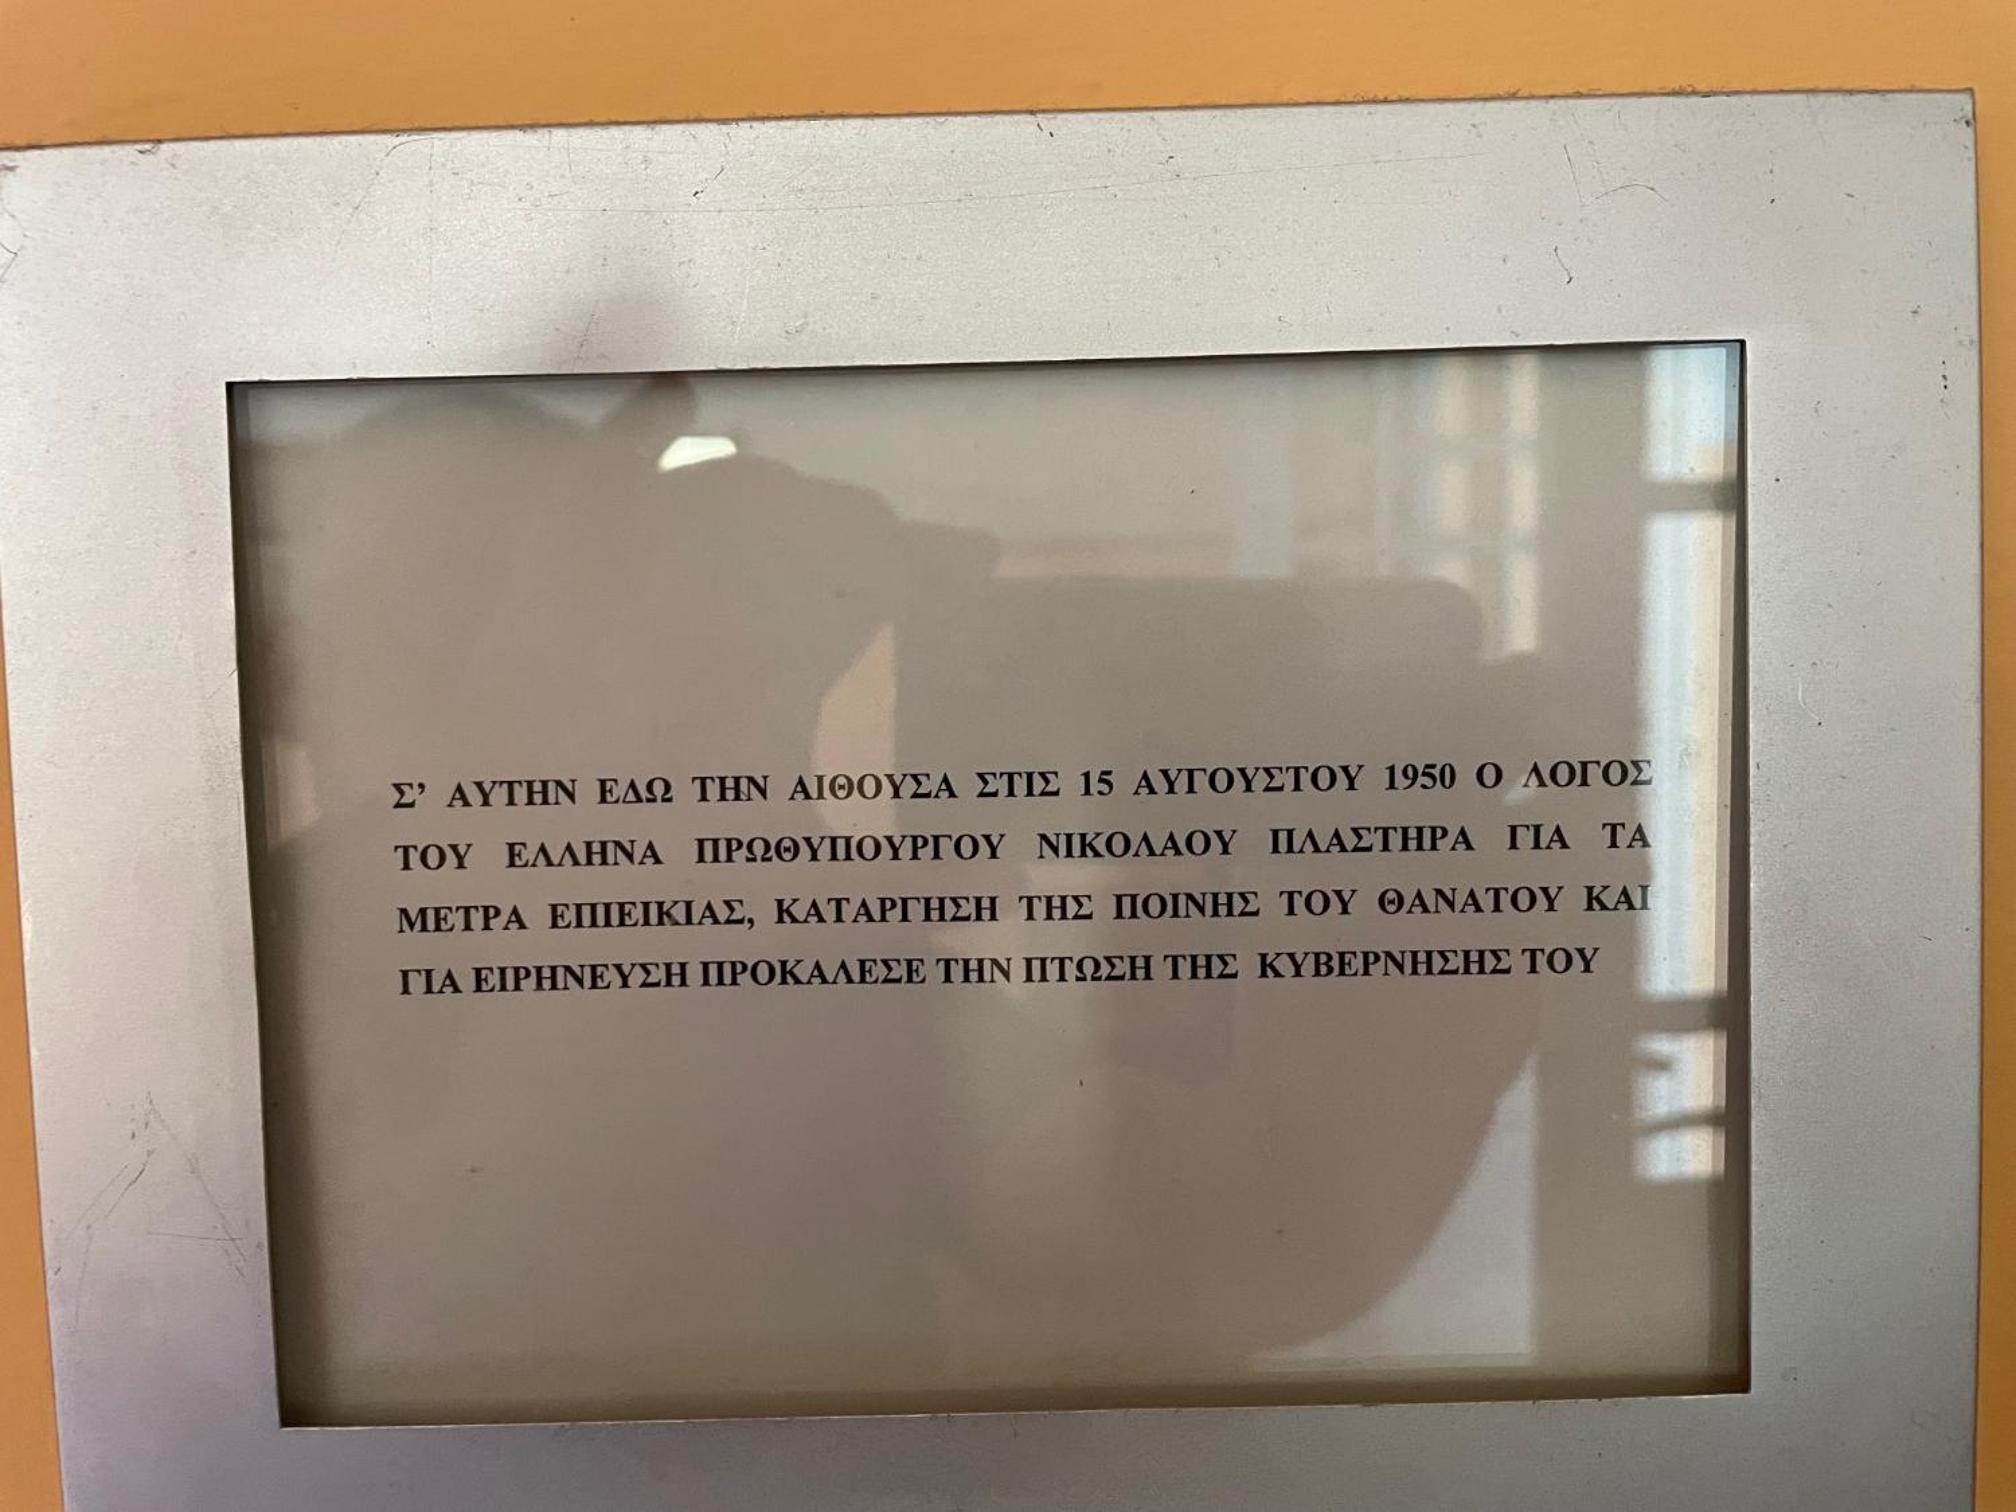 Σ’ ΑΥΤΗΝ ΕΔΩ ΤΗΝ ΑΙΘΟΥΣΑ ΣΤΙΣ 15 ΑΥΓΟΥΣΤΟΥ 1950 Ο ΛΟΓΟΣ
ΤΟΥ ΕΛΛΗΝΑ ΠΡΩΘΥΠΟΥΡΓΟΥ ΝΙΚΟΛΑΟΥ ΠΛΑΣΤΗΡΑ ΓΙΑ ΤΑ
ΜΕΤΡΑ ΕΠΙΕΙΚΙΑΣ, ΚΑΤΑΡΓΗΣΗ ΤΗΣ ΠΟΙΝΗΣ ΤΟΥ ΘΑΝΑΤΟΥ ΚΑΙ
ΓΙΑ ΕΙΡΗΝΕΥΣΗ ΠΡΟΚΑΛΕΣΕ ΤΗΝ ΠΤΩΣΗ ΤΗΣ ΚΥΒΕΡΝΗΣΗΣ ΤΟΥ